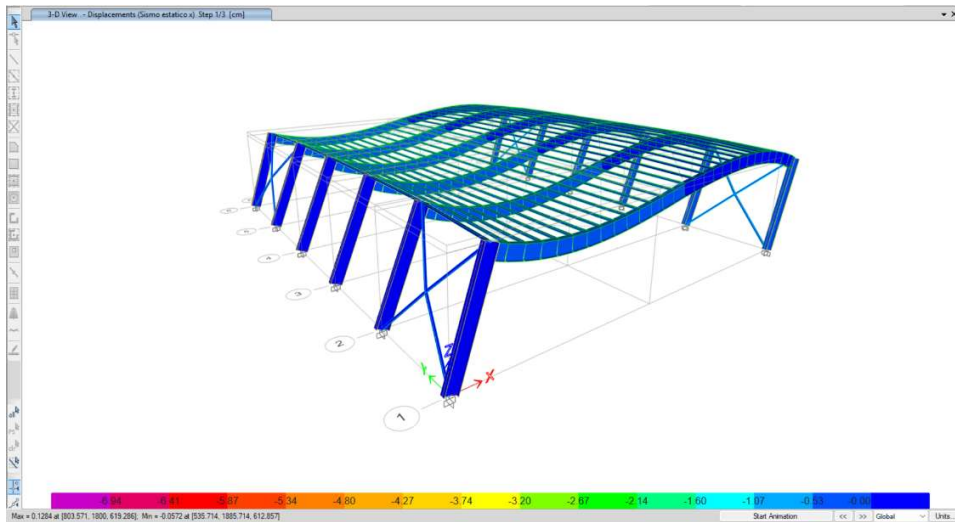 3-D View - Displacements (Sismo estatico x) Step 1/3 [cm]
4
3
2
1
Z
Y
X
-6.94 -6.41 -5.87 -5.34 -4.80 -4.27 -3.74 -3.20 -2.67 -2.14 -1.60 -1.07 -0.53 -0.00
Max = 0.1284 at [803.571, 1800, 619.286]; Min = -0.0572 at [535.714, 1885.714, 612.857] Start Animation << >> Global Units...